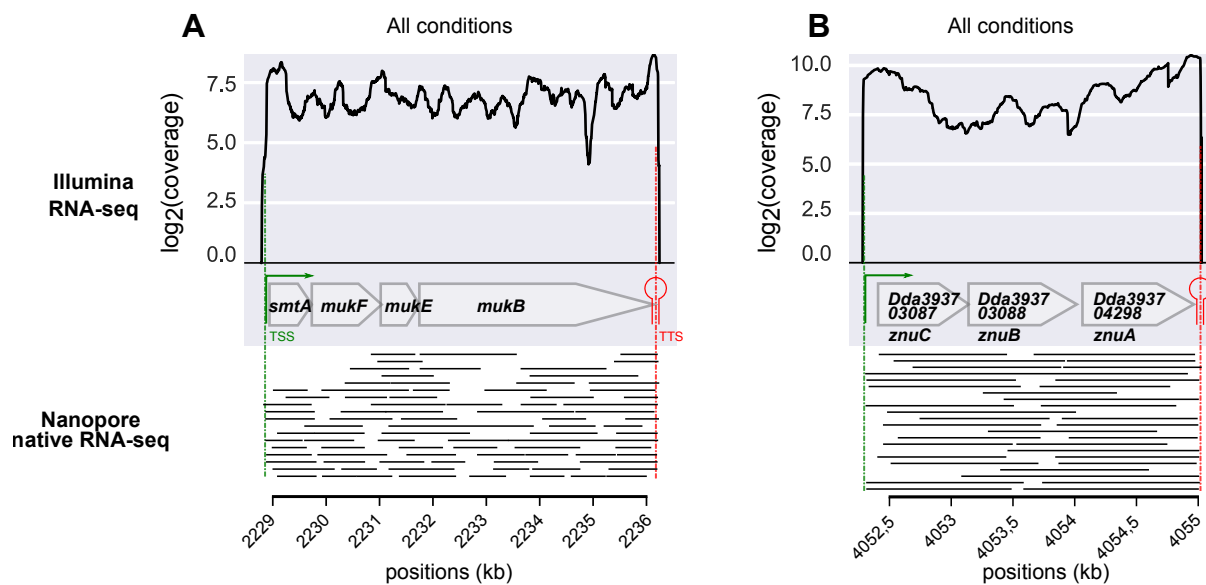 A
All conditions
B
All conditions
Illumina
RNA-seq
log2(coverage)
7.5
5.0
2.5
0.0
log2(coverage)
10.0
7.5
5.0
2.5
0.0
smtA
mukF
mukE
mukB
TSS
TTS
Dda3937
03087
znuC
Dda3937
03088
znuB
Dda3937
04298
znuA
Nanopore
native RNA-seq
2229
2230
2231
2232
2233
2234
2235
2236
positions (kb)
4052,5
4053
4053,5
4054
4054,5
4055
positions (kb)